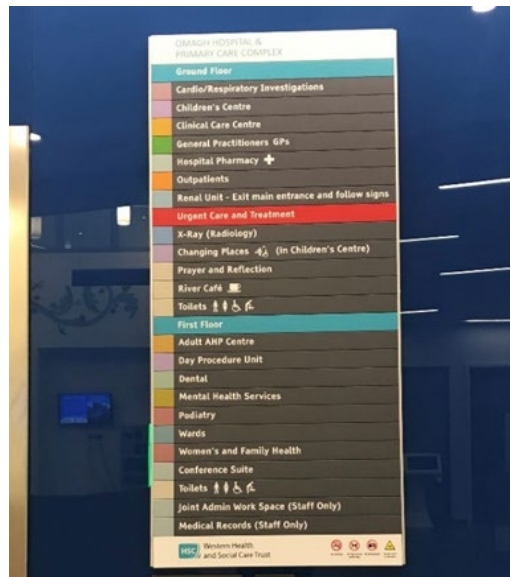 OMAGH HOSPITAL &
PRIMARY CARE COMPLEX
Ground Floor
Cardio/Respiratory Investigations
Children's Centre
Clinical Care Centre
General Practitioners GPs
Hospital Pharmacy
Outpatients
Renal Unit - Exit main entrance and follow signs
Urgent Care and Treatment
X-Ray (Radiology)
Changing Places (in Children's Centre)
Prayer and Reflection
River Café
Toilets
First Floor
Adult AHP Centre
Day Procedure Unit
Dental
Mental Health Services
Podiatry
Wards
Women's and Family Health
Conference Suite
Toilets
Joint Admin Work Space (Staff Only)
Medical Records (Staff Only)
HSC Western Health
and Social Care Trust